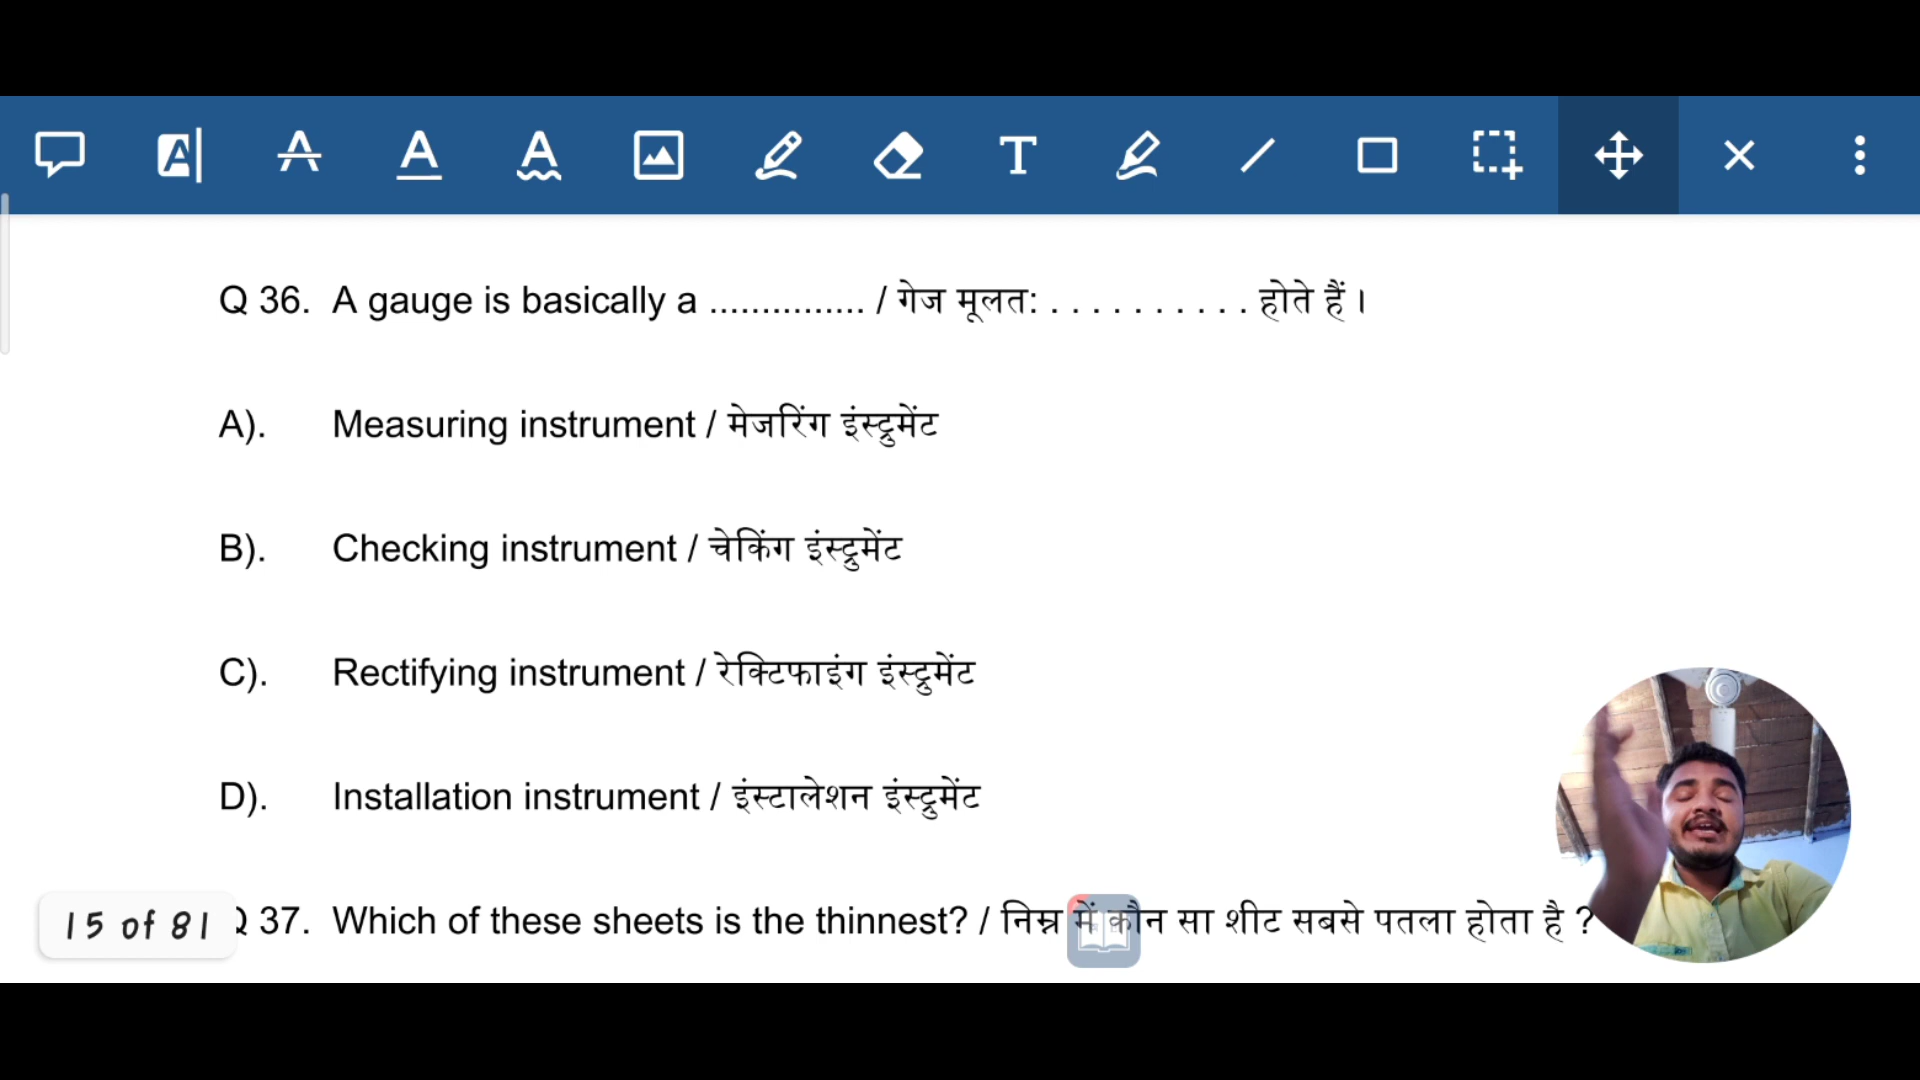 Q 36. A gauge is basically a ............... / गेज मूलत: . . . . . . . . . . होते हैं।
A). Measuring instrument / मेजरिंग इंस्ट्रुमेंट
B). Checking instrument / चेकिंग इंस्ट्रुमेंट
C). Rectifying instrument / रेक्टिफाइंग इंस्ट्रुमेंट
D). Installation instrument / इंस्टालेशन इंस्ट्रुमेंट
Q 37. Which of these sheets is the thinnest? / निम्न में कौन सा शीट सबसे पतला होता है ?
15 of 81